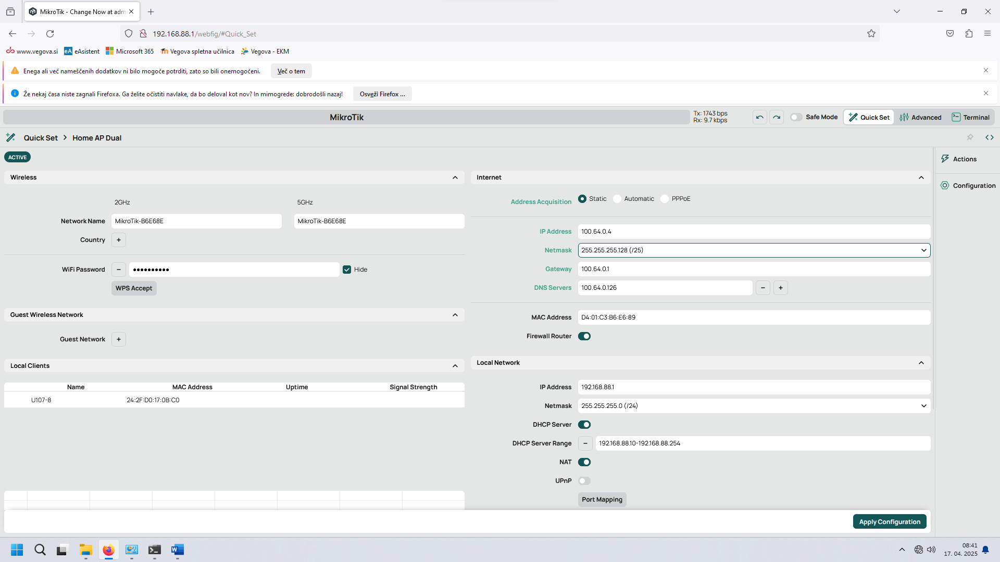 MikroTik - Change Now at adm
192.168.88.1/webfig/#Quick_Set
www.vegova.si
eA eAsistent
Microsoft 365
Vegova spletna učilnica
Vegova - EKM
Enega ali več nameščenih dodatkov ni bilo mogoče potrditi, zato so bili onemogočeni. Več o tem
Že nekaj časa niste zagnali Firefoxa. Ga želite očistiti navlake, da bo deloval kot nov? In mimogrede: dobrodošli nazaj! Osveži Firefox ...
MikroTik
Tx: 1743 bps
Rx: 9.7 kbps
Safe Mode
Quick Set
Advanced
Terminal
Quick Set > Home AP Dual
ACTIVE
Actions
Configuration
Wireless
2GHz 5GHz
Network Name MikroTik-B6E68E MikroTik-B6E68E
Country +
WiFi Password - ●●●●●●●●●● Hide
WPS Accept
Guest Wireless Network
Guest Network +
Local Clients
Name MAC Address Uptime Signal Strength
U107-8 24:2F:D0:17:0B:C0
Internet
Address Acquisition Static Automatic PPPoE
IP Address 100.64.0.4
Netmask 255.255.255.128 (/25)
Gateway 100.64.0.1
DNS Servers 100.64.0.126 - +
MAC Address D4:01:C3:B6:E6:89
Firewall Router
Local Network
IP Address 192.168.88.1
Netmask 255.255.255.0 (/24)
DHCP Server
DHCP Server Range - 192.168.88.10-192.168.88.254
NAT
UPnP
Port Mapping
Apply Configuration
08:41
17. 04. 2025